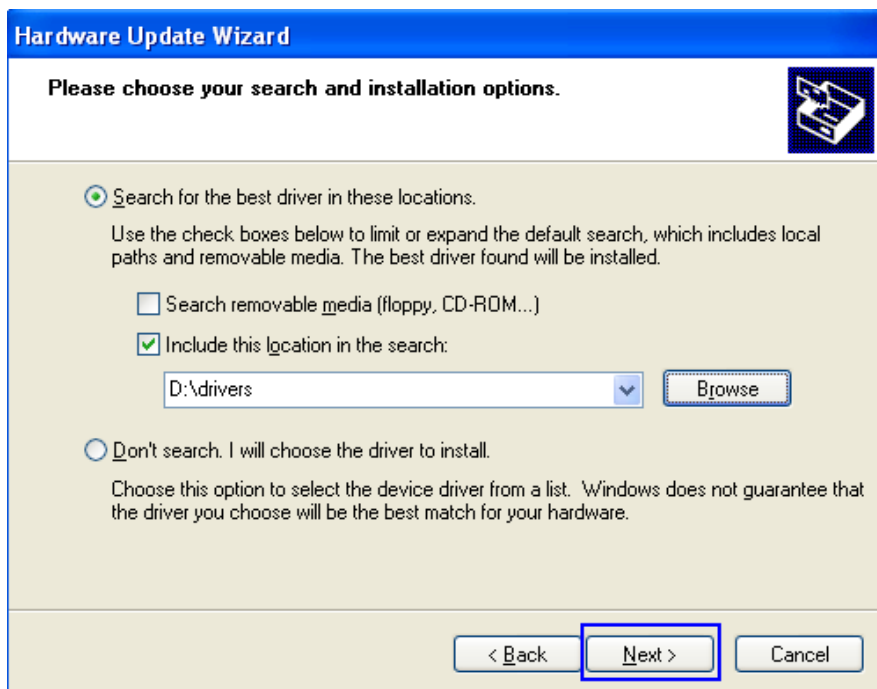 Hardware Update Wizard
Please choose your search and installation options.
Search for the best driver in these locations.
Use the check boxes below to limit or expand the default search, which includes local
paths and removable media. The best driver found will be installed.
Search removable media (floppy, CD-ROM...)
Include this location in the search:
D:\drivers
Browse
Don't search. I will choose the driver to install.
Choose this option to select the device driver from a list.  Windows does not guarantee that
the driver you choose will be the best match for your hardware.
< Back
Next >
Cancel